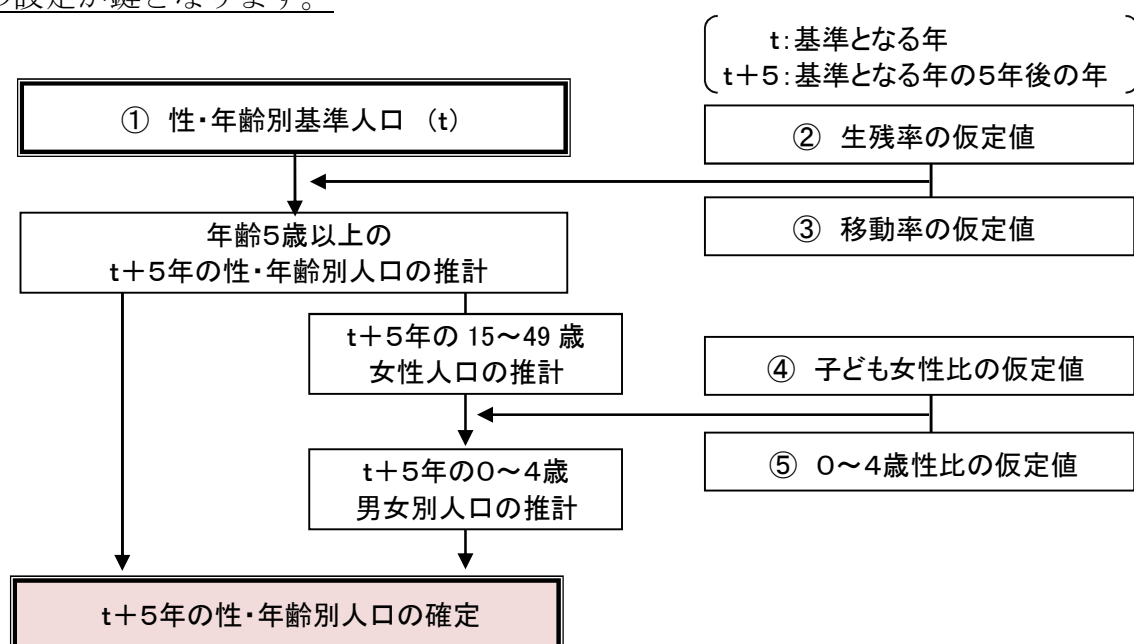 の設定が鍵となります。
t:基準となる年
t+5:基準となる年の5年後の年
① 性・年齢別基準人口 (t)
② 生残率の仮定値
③ 移動率の仮定値
年齢5歳以上の
t+5年の性・年齢別人口の推計
t+5年の 15~49 歳
女性人口の推計
④ 子ども女性比の仮定値
⑤ 0~4歳性比の仮定値
t+5年の0~4歳
男女別人口の推計
t+5年の性・年齢別人口の確定